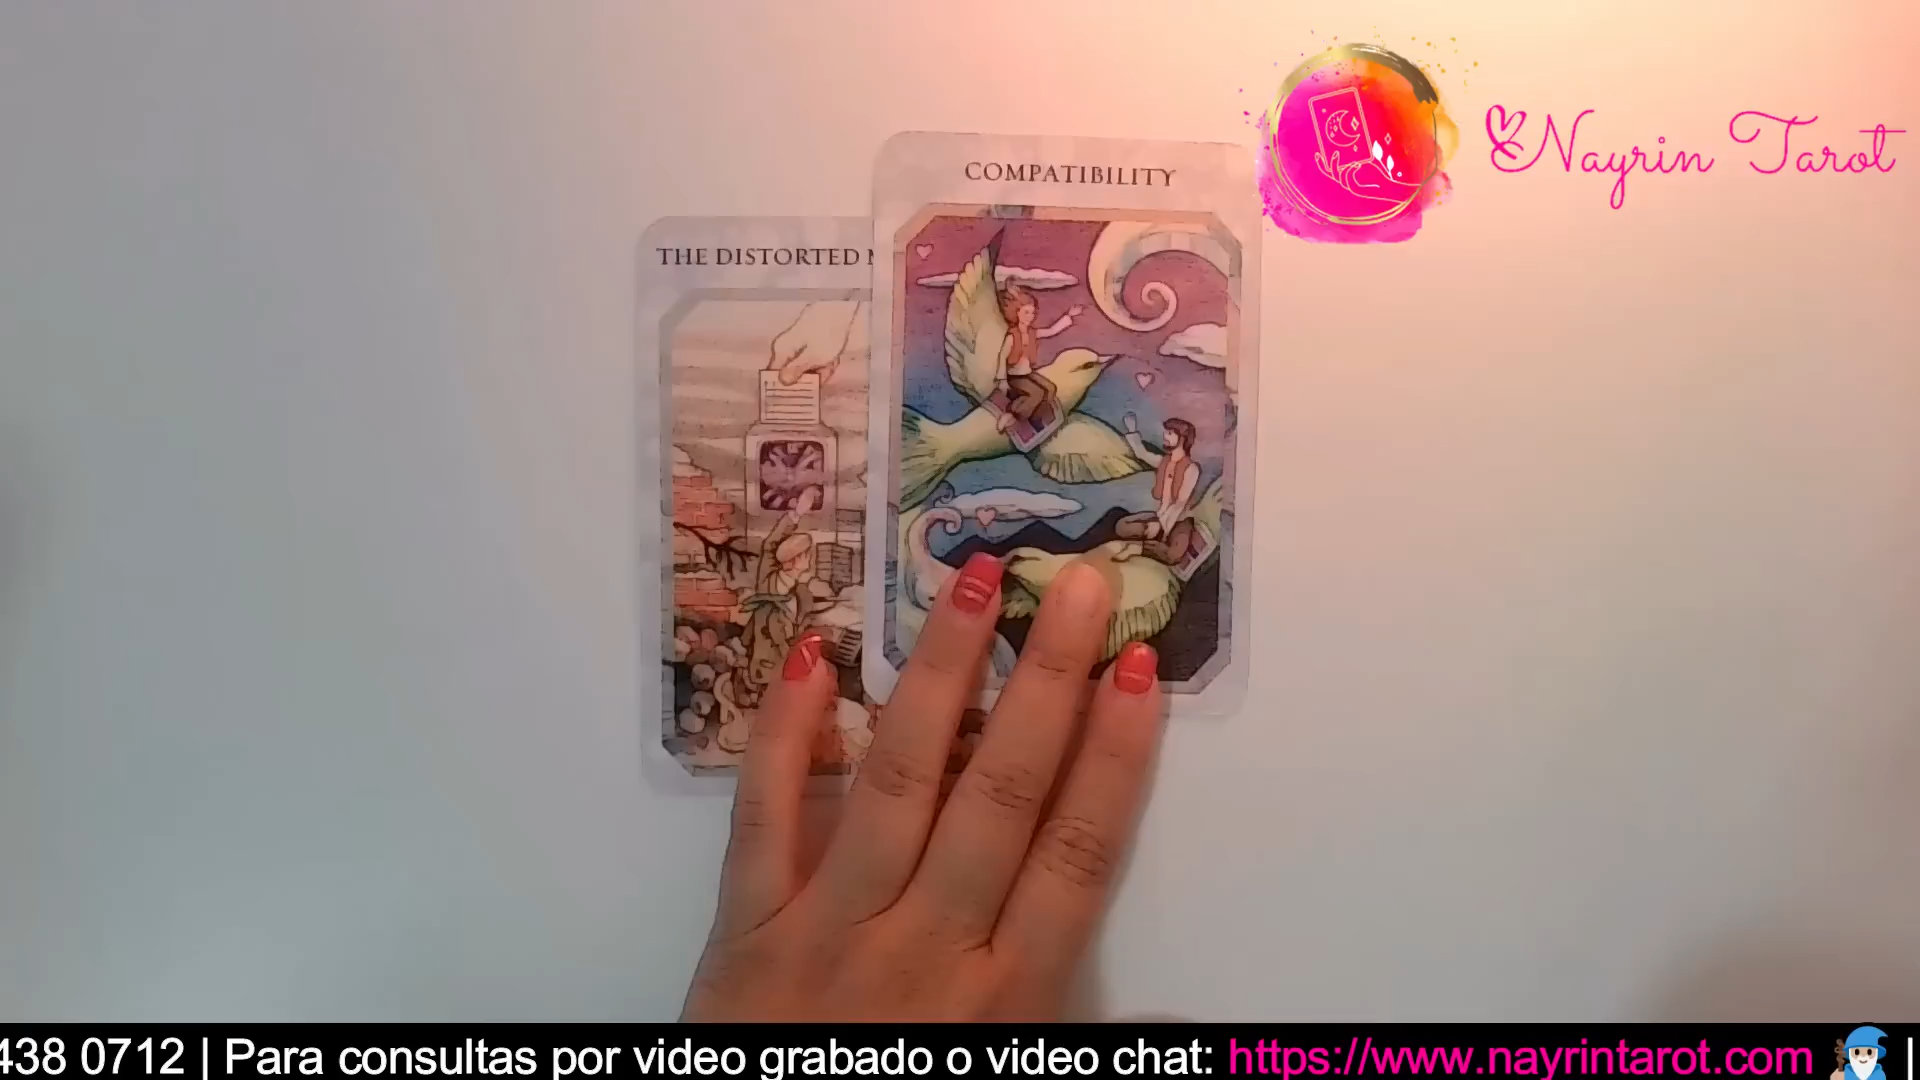 Nayrin Tarot
COMPATIBILITY
THE DISTORTED
438 0712 | Para consultas por video grabado o video chat: https://www.nayrintarot.com |